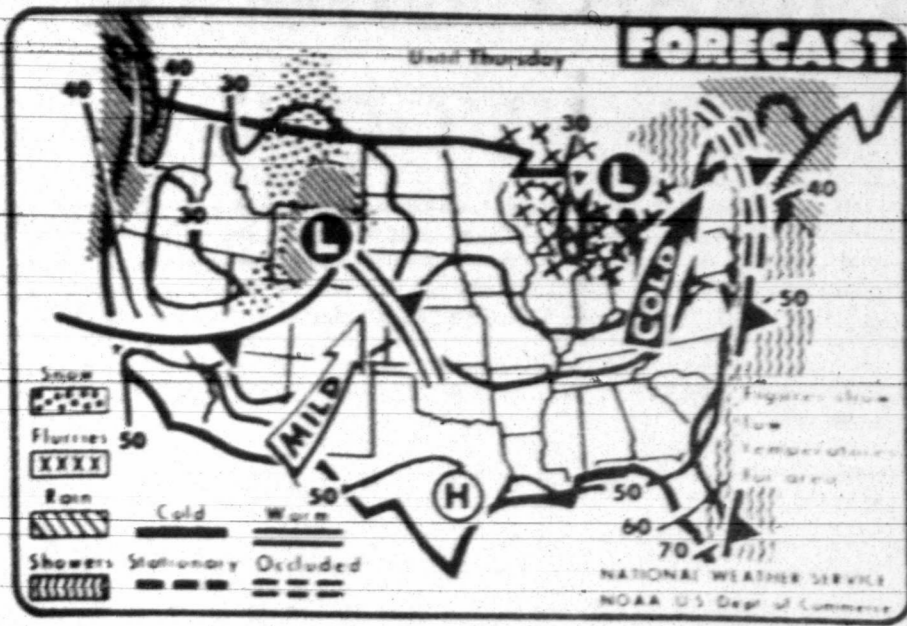 FORECAST
Until Thursday
40
40
30
30
30
40
50
50
50
50
60
70
L
L
H
COLD
MILD
Snow
Flurries
XXXX
Rain
Showers
Cold
Warm
Stationary
Occluded
Figures show
low
temperatures
for area
NATIONAL WEATHER SERVICE
NOAA U S Dept of Commerce